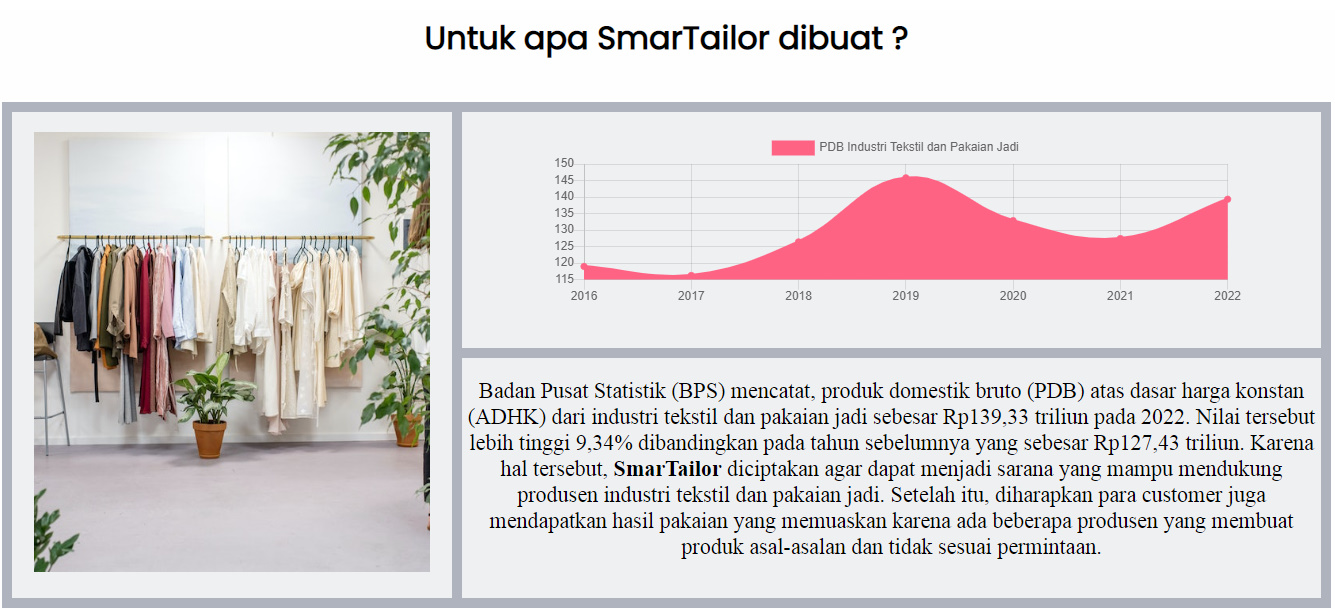 Untuk apa SmarTailor dibuat ?
PDB Industri Tekstil dan Pakaian Jadi
150
145
140
135
130
125
120
115
2016 2017 2018 2019 2020 2021 2022
Badan Pusat Statistik (BPS) mencatat, produk domestik bruto (PDB) atas dasar harga konstan
(ADHK) dari industri tekstil dan pakaian jadi sebesar Rp139,33 triliun pada 2022. Nilai tersebut
lebih tinggi 9,34% dibandingkan pada tahun sebelumnya yang sebesar Rp127,43 triliun. Karena
hal tersebut, SmarTailor diciptakan agar dapat menjadi sarana yang mampu mendukung
produsen industri tekstil dan pakaian jadi. Setelah itu, diharapkan para customer juga
mendapatkan hasil pakaian yang memuaskan karena ada beberapa produsen yang membuat
produk asal-asalan dan tidak sesuai permintaan.